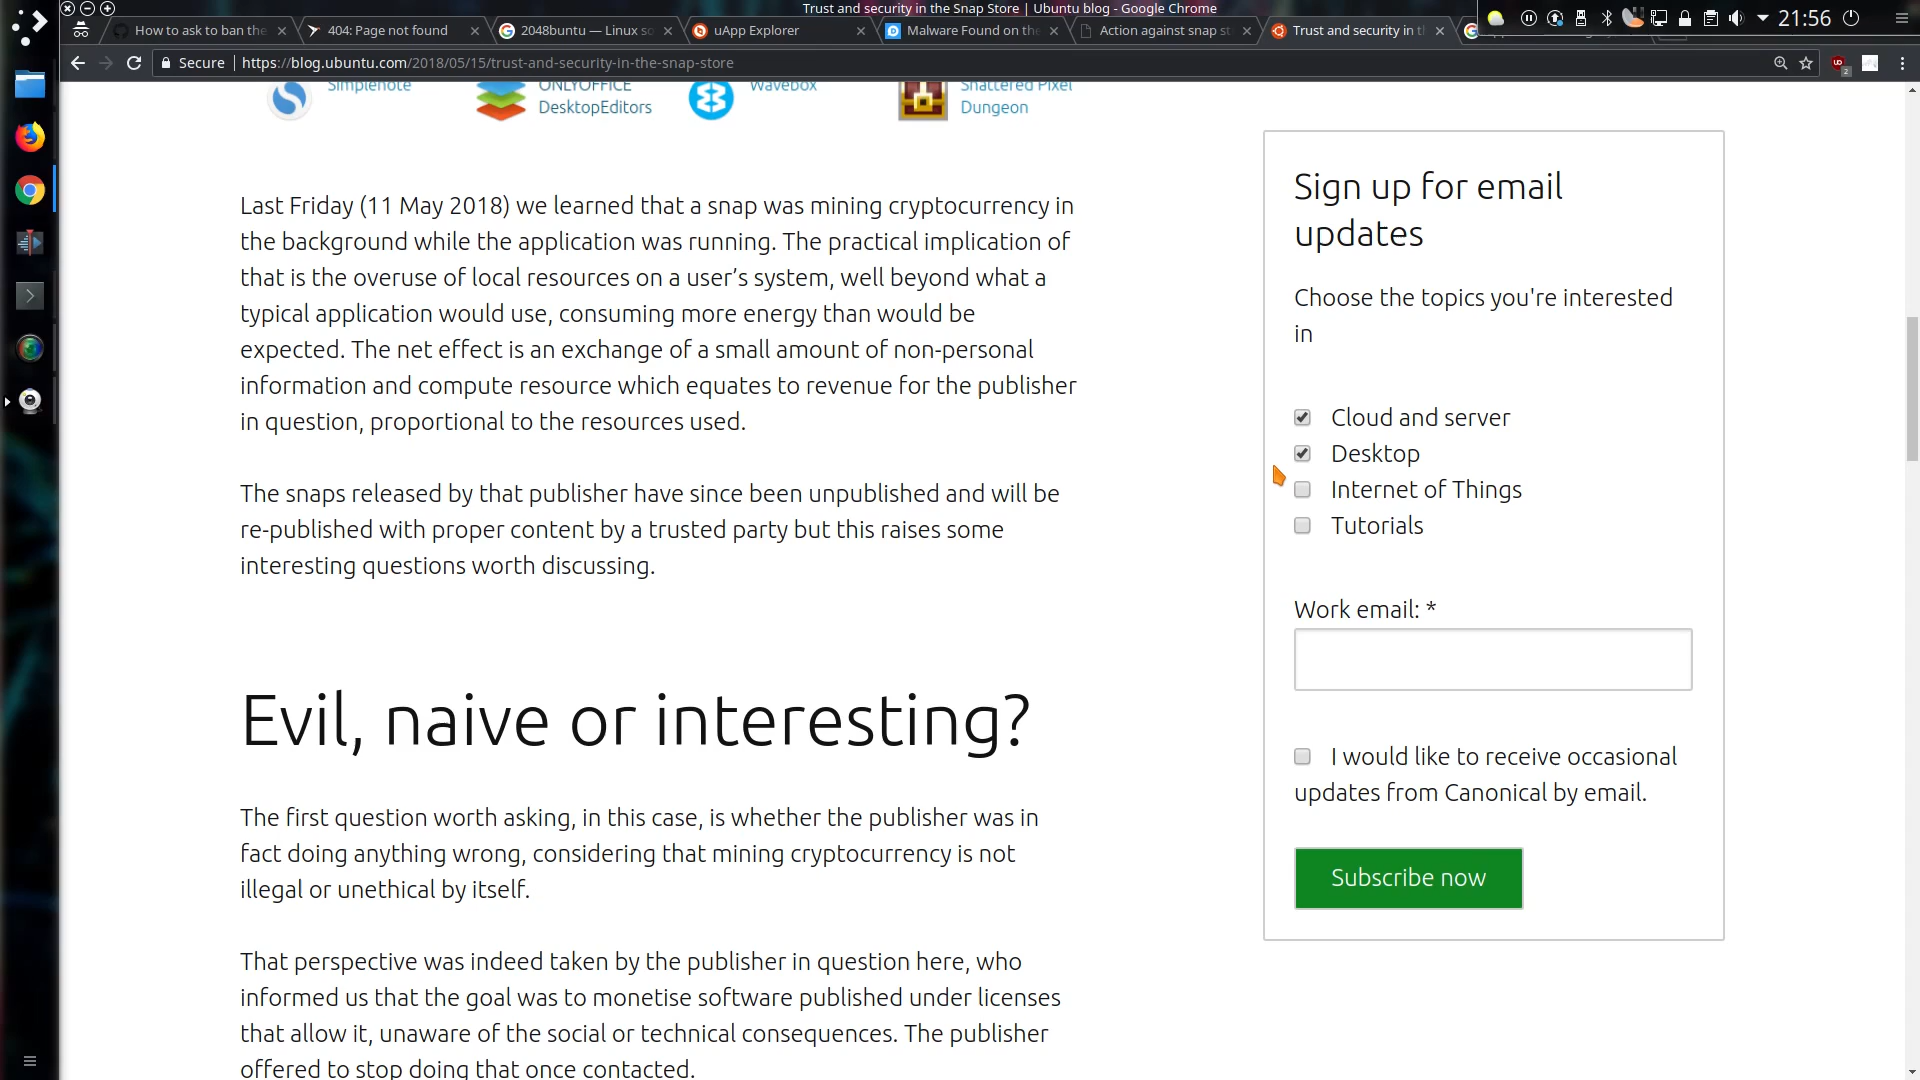 Trust and security in the Snap Store | Ubuntu blog - Google Chrome
How to ask to ban the
404: Page not found
2048buntu — Linux so
uApp Explorer
Malware Found on the
Action against snap st
Trust and security in t
21:56
Secure
https://blog.ubuntu.com/2018/05/15/trust-and-security-in-the-snap-store
2
Simplenote
ONLYOFFICE
DesktopEditors
Wavebox
Shattered Pixel
Dungeon
Last Friday (11 May 2018) we learned that a snap was mining cryptocurrency in
the background while the application was running. The practical implication of
that is the overuse of local resources on a user’s system, well beyond what a
typical application would use, consuming more energy than would be
expected. The net effect is an exchange of a small amount of non-personal
information and compute resource which equates to revenue for the publisher
in question, proportional to the resources used.
The snaps released by that publisher have since been unpublished and will be
re-published with proper content by a trusted party but this raises some
interesting questions worth discussing.
Evil, naive or interesting?
The first question worth asking, in this case, is whether the publisher was in
fact doing anything wrong, considering that mining cryptocurrency is not
illegal or unethical by itself.
That perspective was indeed taken by the publisher in question here, who
informed us that the goal was to monetise software published under licenses
that allow it, unaware of the social or technical consequences. The publisher
offered to stop doing that once contacted.
Sign up for email
updates
Choose the topics you're interested
in
Cloud and server
Desktop
Internet of Things
Tutorials
Work email: *
I would like to receive occasional
updates from Canonical by email.
Subscribe now